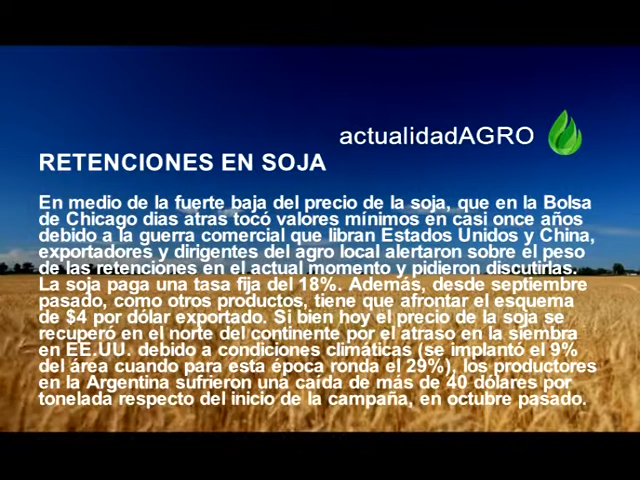 actualidadAGRO
RETENCIONES EN SOJA
En medio de la fuerte baja del precio de la soja, que en la Bolsa
de Chicago dias atras tocó valores mínimos en casi once años
debido a la guerra comercial que libran Estados Unidos y China,
exportadores y dirigentes del agro local alertaron sobre el peso
de las retenciones en el actual momento y pidieron discutirlas.
La soja paga una tasa fija del 18%. Además, desde septiembre
pasado, como otros productos, tiene que afrontar el esquema
de $4 por dólar exportado. Si bien hoy el precio de la soja se
recuperó en el norte del continente por el atraso en la siembra
en EE.UU. debido a condiciones climáticas (se implantó el 9%
del área cuando para esta época ronda el 29%), los productores
en la Argentina sufrieron una caída de más de 40 dólares por
tonelada respecto del inicio de la campaña, en octubre pasado.